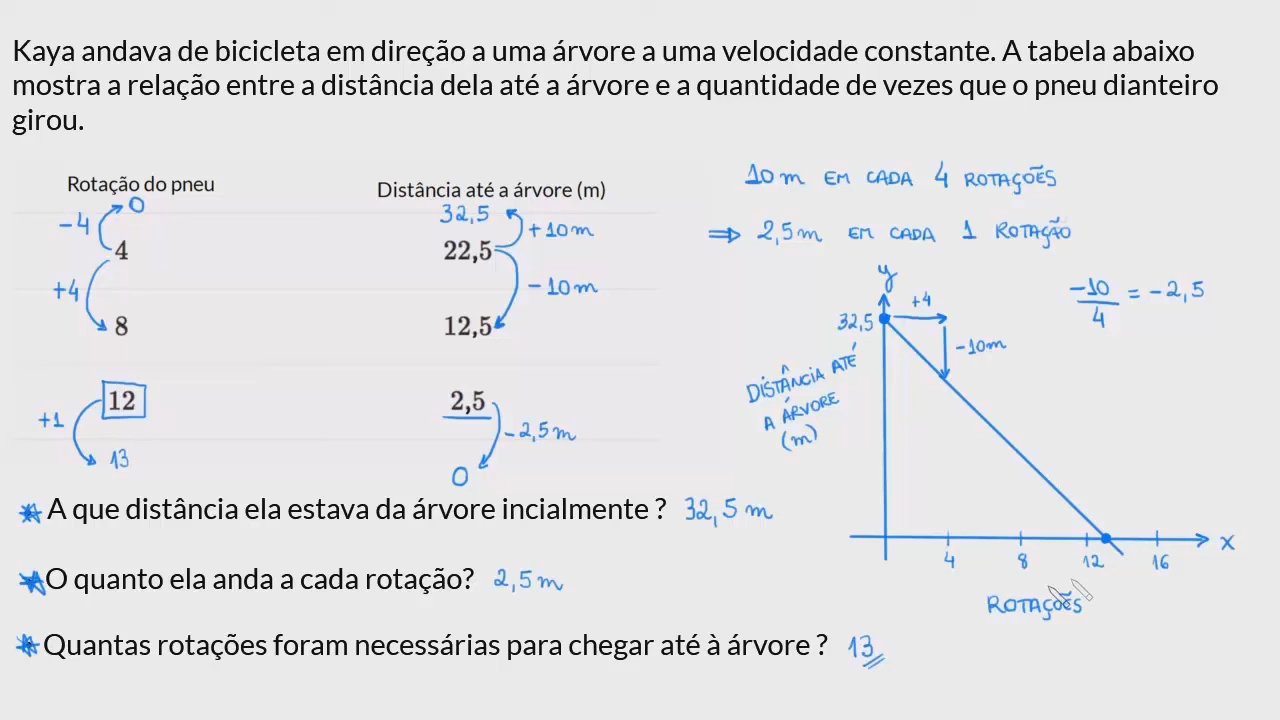 Kaya andava de bicicleta em direção a uma árvore a uma velocidade constante. A tabela abaixo
mostra a relação entre a distância dela até a árvore e a quantidade de vezes que o pneu dianteiro
girou.
Rotação do pneu
Distância até a árvore (m)
-4
0
32,5
+10m
4
22,5
+4
-10m
8
12,5
12
2,5
+1
-2,5m
13
0
10m EM CADA 4 ROTAÇÕES
⇒ 2,5m EM CADA 1 ROTAÇÃO
y
+4
-10/4 = -2,5
32,5
-10m
DISTÂNCIA ATÉ
A ÁRVORE
(m)
x
4 8 12 16
ROTAÇÕES
A que distância ela estava da árvore incialmente ? 32,5 m
O quanto ela anda a cada rotação? 2,5 m
Quantas rotações foram necessárias para chegar até à árvore ? 13